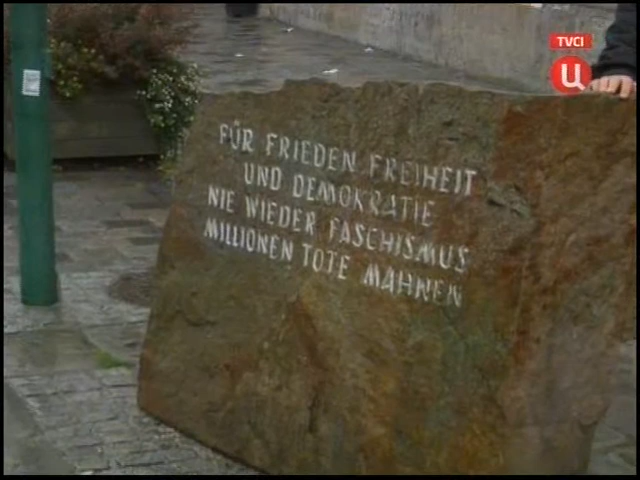 TVCI
Ц
FÜR FRIEDEN FREIHEIT
UND DEMOKRATIE
NIE WIEDER FASCHISMUS
MILLIONEN TOTE MAHNEN